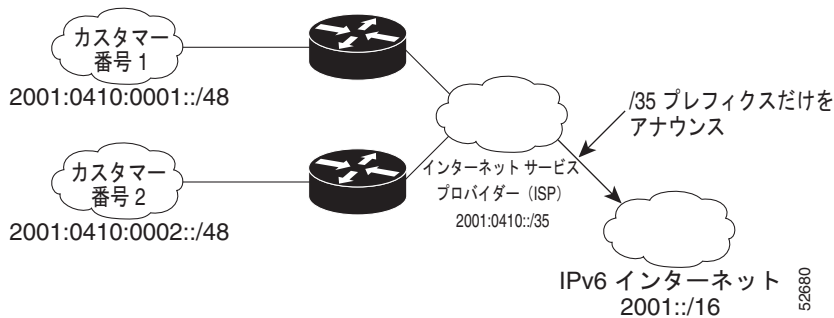 カスタマー
番号 1
2001:0410:0001::/48
カスタマー
番号 2
2001:0410:0002::/48
インターネット サービス
プロバイダー（ISP）
2001:0410::/35
/35 プレフィクスだけを
アナウンス
IPv6 インターネット
2001::/16
52680